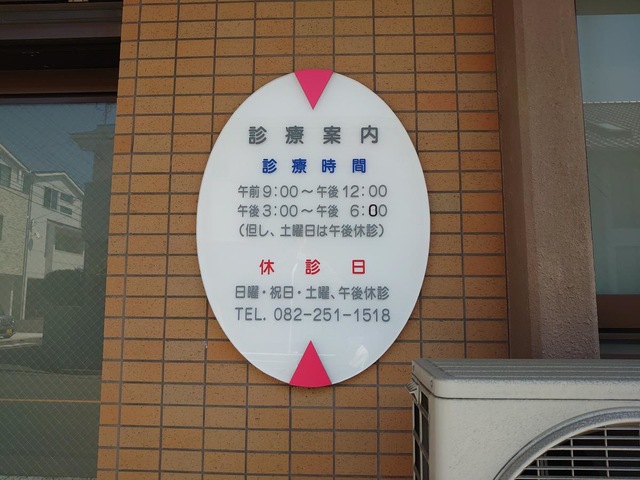 診療案内
診療時間
午前9:00～午後12:00
午後3:00～午後 6:00
(但し、土曜日は午後休診)
休診日
日曜・祝日・土曜、午後休診
TEL. 082-251-1518